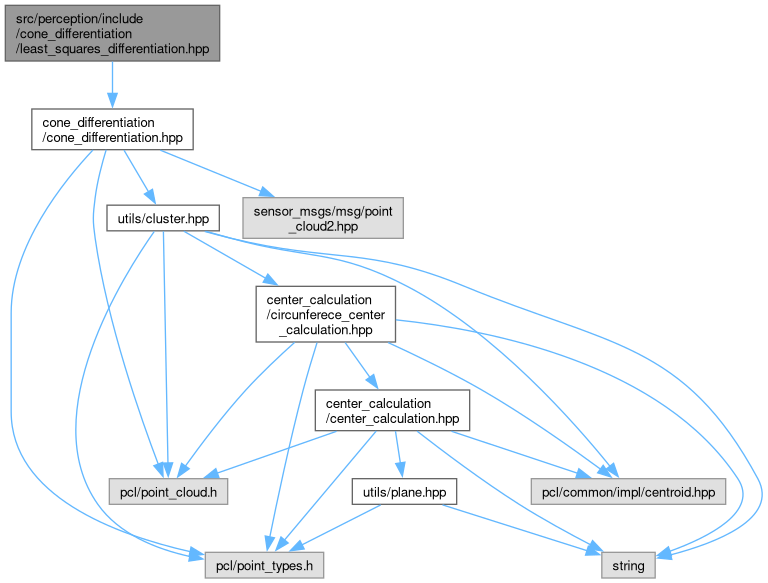 src/perception/include
/cone_differentiation
/least_squares_differentiation.hpp
cone_differentiation
/cone_differentiation.hpp
utils/cluster.hpp
sensor_msgs/msg/point
_cloud2.hpp
center_calculation
/circunferece_center
_calculation.hpp
center_calculation
/center_calculation.hpp
pcl/point_cloud.h
utils/plane.hpp
pcl/common/impl/centroid.hpp
pcl/point_types.h
string